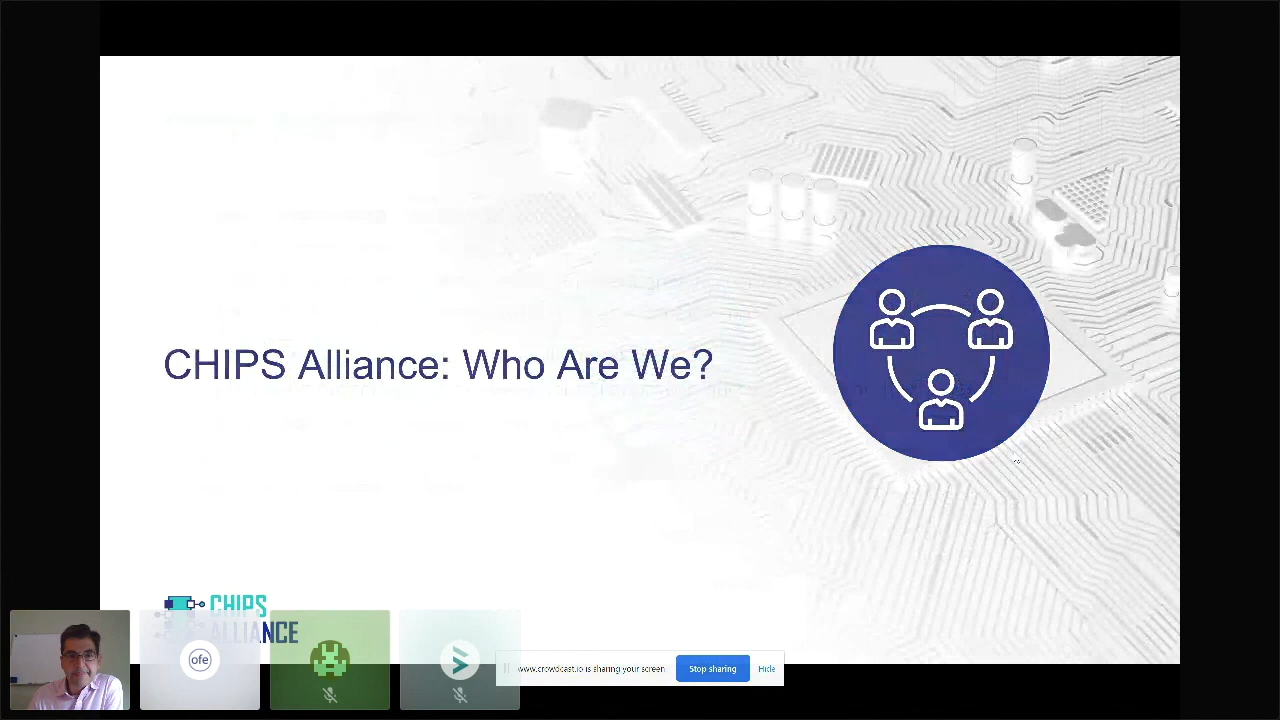 CHIPS Alliance: Who Are We?
CHIPS
ALLIANCE
ofe
www.crowdcast.io is sharing your screen.
Stop sharing
Hide